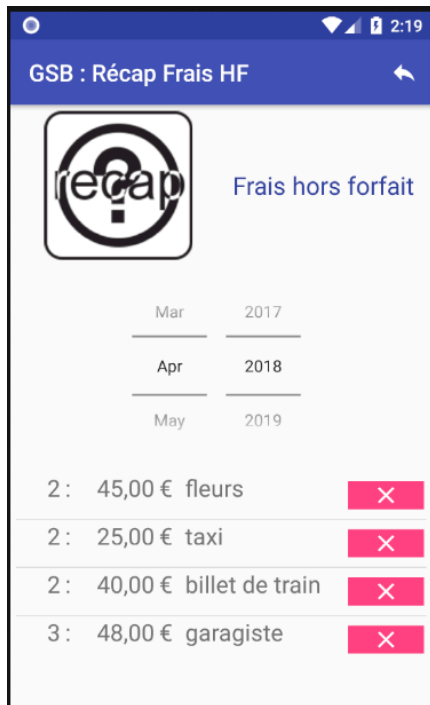 2:19
GSB : Récap Frais HF
recap
?
Frais hors forfait
Mar 2017
Apr 2018
May 2019
2 : 45,00 € fleurs
2 : 25,00 € taxi
2 : 40,00 € billet de train
3 : 48,00 € garagiste